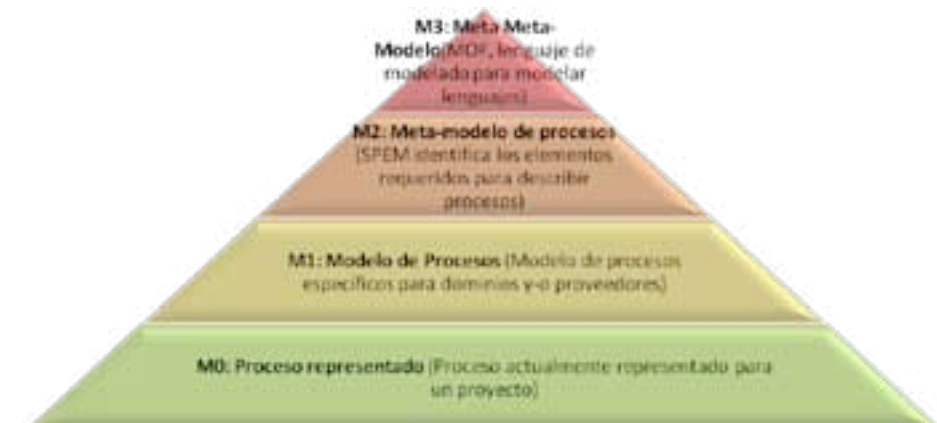 M3: Meta Meta-
Modelo(MOF, lenguaje de
modelado para modelar
lenguajes)
M2: Meta-modelo de procesos
(SPEM identifica los elementos
requeridos para describir
procesos)
M1: Modelo de Procesos (Modelo de procesos
específicos para dominios y-o proveedores)
M0: Proceso representado (Proceso actualmente representado para
un proyecto)